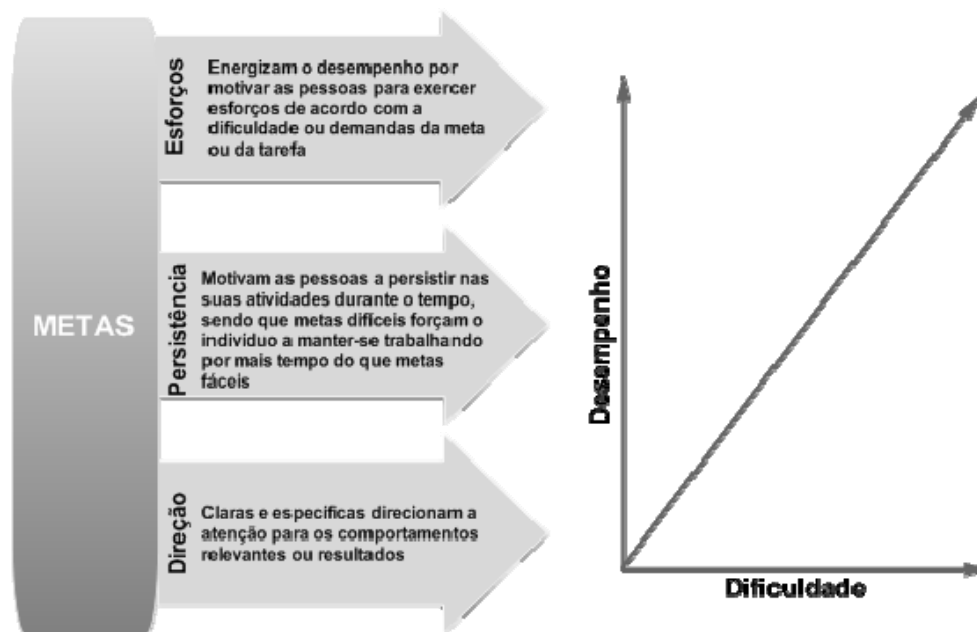 METAS
Esforços
Energizam o desempenho por
motivar as pessoas para exercer
esforços de acordo com a
dificuldade ou demandas da meta
ou da tarefa
Persistência
Motivam as pessoas a persistir nas
suas atividades durante o tempo,
sendo que metas difíceis forçam o
indivíduo a manter-se trabalhando
por mais tempo do que metas
fáceis
Direção
Claras e específicas direcionam a
atenção para os comportamentos
relevantes ou resultados
Desempenho
Dificuldade